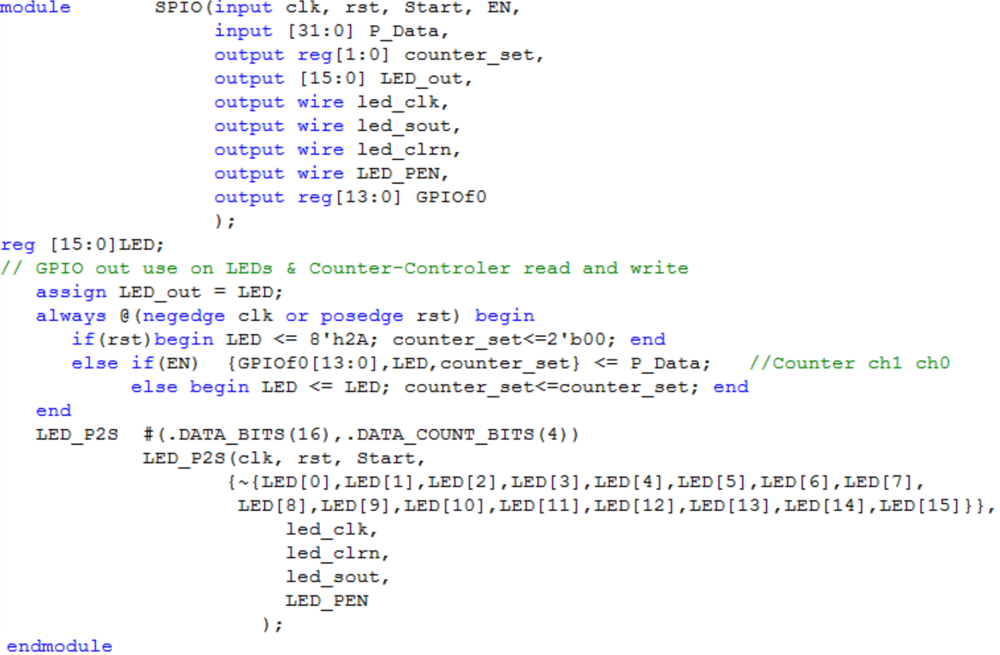 module SPIO(input clk, rst, Start, EN,
input [31:0] P_Data,
output reg[1:0] counter_set,
output [15:0] LED_out,
output wire led_clk,
output wire led_sout,
output wire led_clrn,
output wire LED_PEN,
output reg[13:0] GPIOf0
);
reg [15:0]LED;
// GPIO out use on LEDs & Counter-Controler read and write
assign LED_out = LED;
always @(negedge clk or posedge rst) begin
if(rst)begin LED <= 8'h2A; counter_set<=2'b00; end
else if(EN) {GPIOf0[13:0],LED,counter_set} <= P_Data; //Counter ch1 ch0
else begin LED <= LED; counter_set<=counter_set; end
end
LED_P2S #(.DATA_BITS(16),.DATA_COUNT_BITS(4))
LED_P2S(clk, rst, Start,
{~{LED[0],LED[1],LED[2],LED[3],LED[4],LED[5],LED[6],LED[7],
LED[8],LED[9],LED[10],LED[11],LED[12],LED[13],LED[14],LED[15]}},
led_clk,
led_clrn,
led_sout,
LED_PEN
);
endmodule